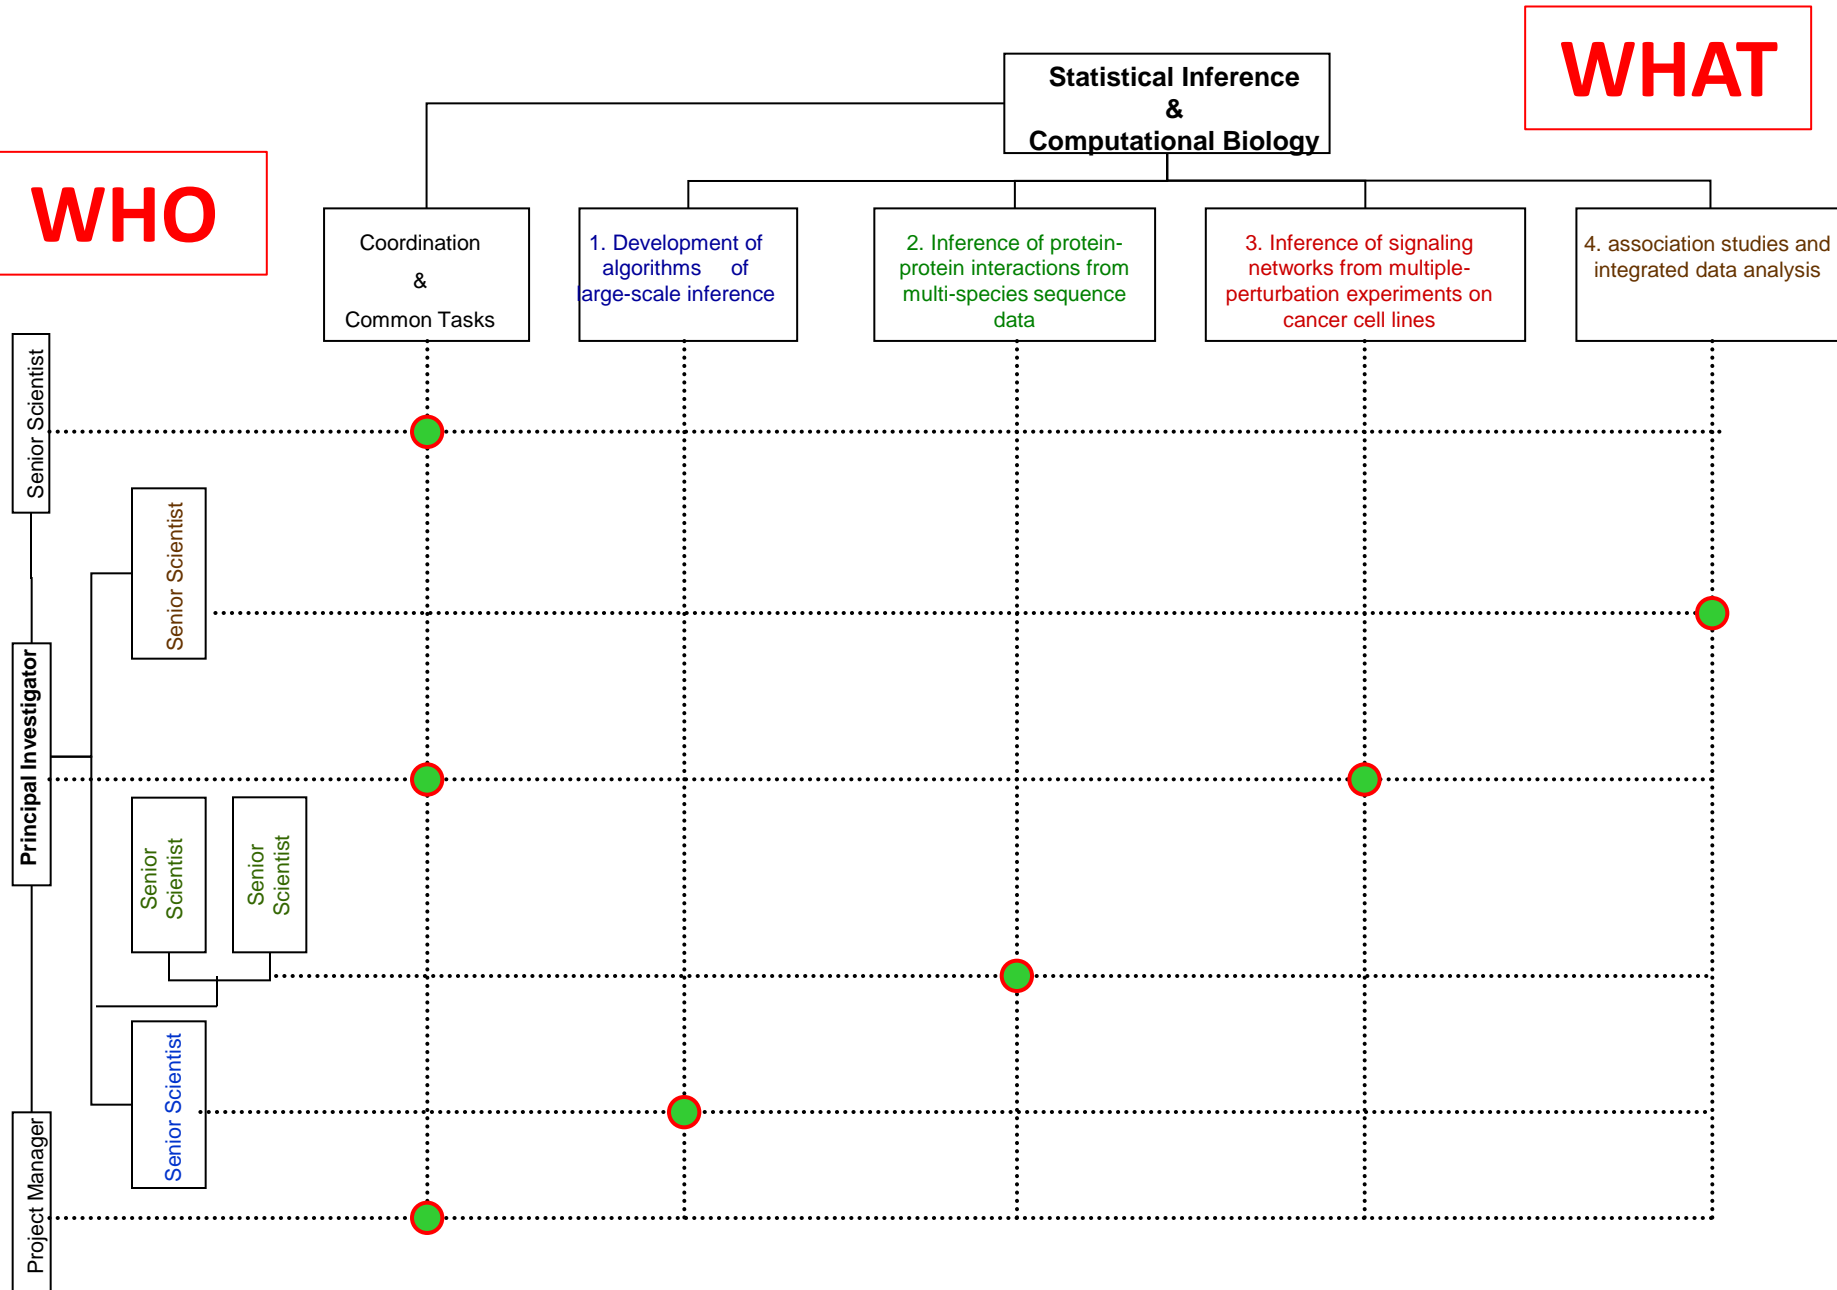 WHAT
Statistical Inference
&
Computational Biology
WHO
Coordination
&
Common Tasks
1. Development of
algorithms of
large-scale inference
2. Inference of protein-
protein interactions from
multi-species sequence
data
3. Inference of signaling
networks from multiple-
perturbation experiments on
cancer cell lines
4. association studies and
integrated data analysis
Senior Scientist
Senior Scientist
Principal Investigator
Senior
Scientist
Senior
Scientist
Senior Scientist
Project Manager